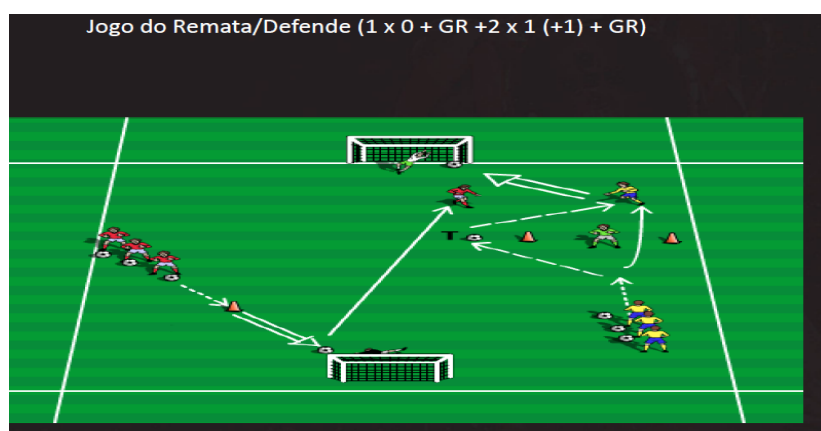 Jogo do Remata/Defende (1 x 0 + GR +2 x 1 (+1) + GR)
T